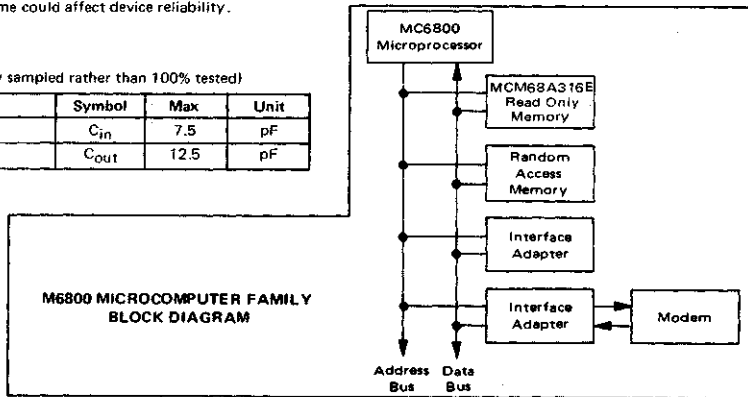 me could affect device reliability.
y sampled rather than 100% tested)
Symbol Max Unit
Cin 7.5 pF
Cout 12.5 pF
MC6800
Microprocessor
MCM68A316E
Read Only
Memory
Random
Access
Memory
Interface
Adapter
M6800 MICROCOMPUTER FAMILY
BLOCK DIAGRAM
Interface
Adapter
Modem
Address
Bus
Data
Bus